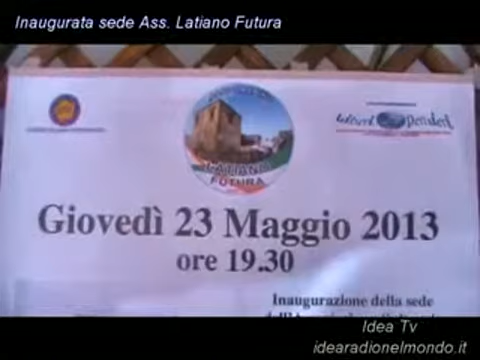 Inaugurata sede Ass. Latiano Futura
LATIANO
FUTURA
Giovedì 23 Maggio 2013
ore 19.30
Inaugurazione della sede
Idea Tv
idearadionelmondo.it